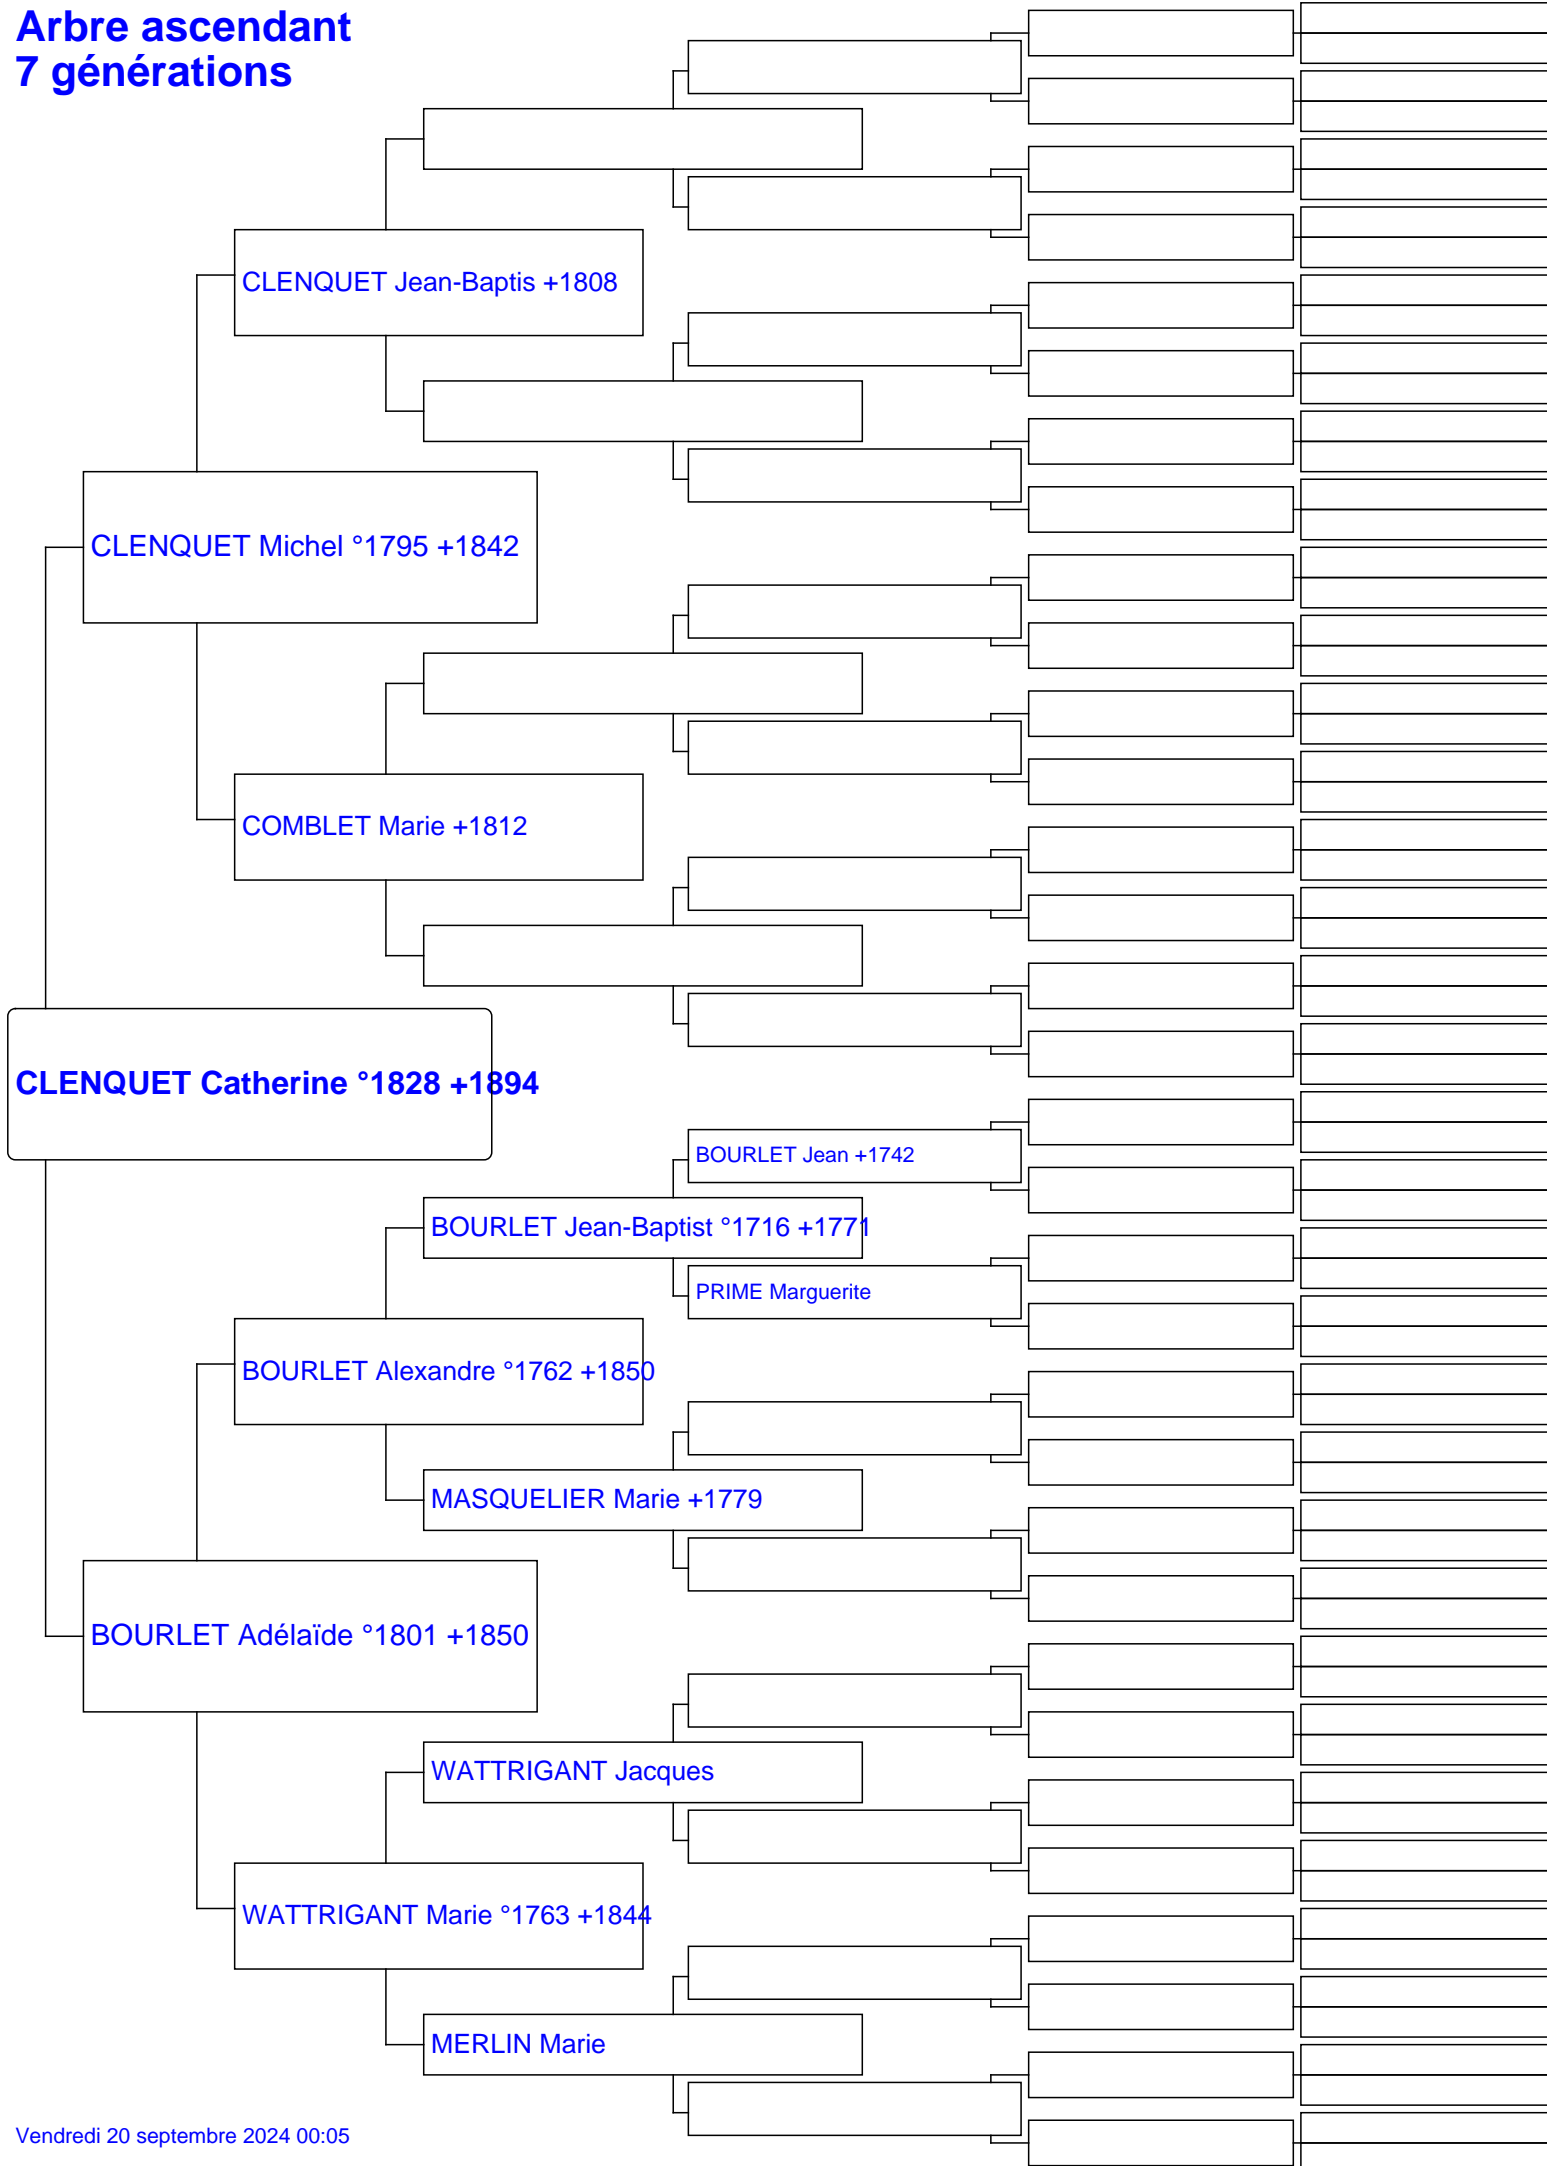 Arbre ascendant
7 générations
CLENQUET Jean-Baptis +1808
CLENQUET Michel °1795 +1842
COMBLET Marie +1812
CLENQUET Catherine °1828 +1894
BOURLET Jean +1742
BOURLET Jean-Baptist °1716 +1771
PRIME Marguerite
BOURLET Alexandre °1762 +1850
MASQUELIER Marie +1779
BOURLET Adélaïde °1801 +1850
WATTRIGANT Jacques
WATTRIGANT Marie °1763 +1844
MERLIN Marie
Vendredi 20 septembre 2024 00:05